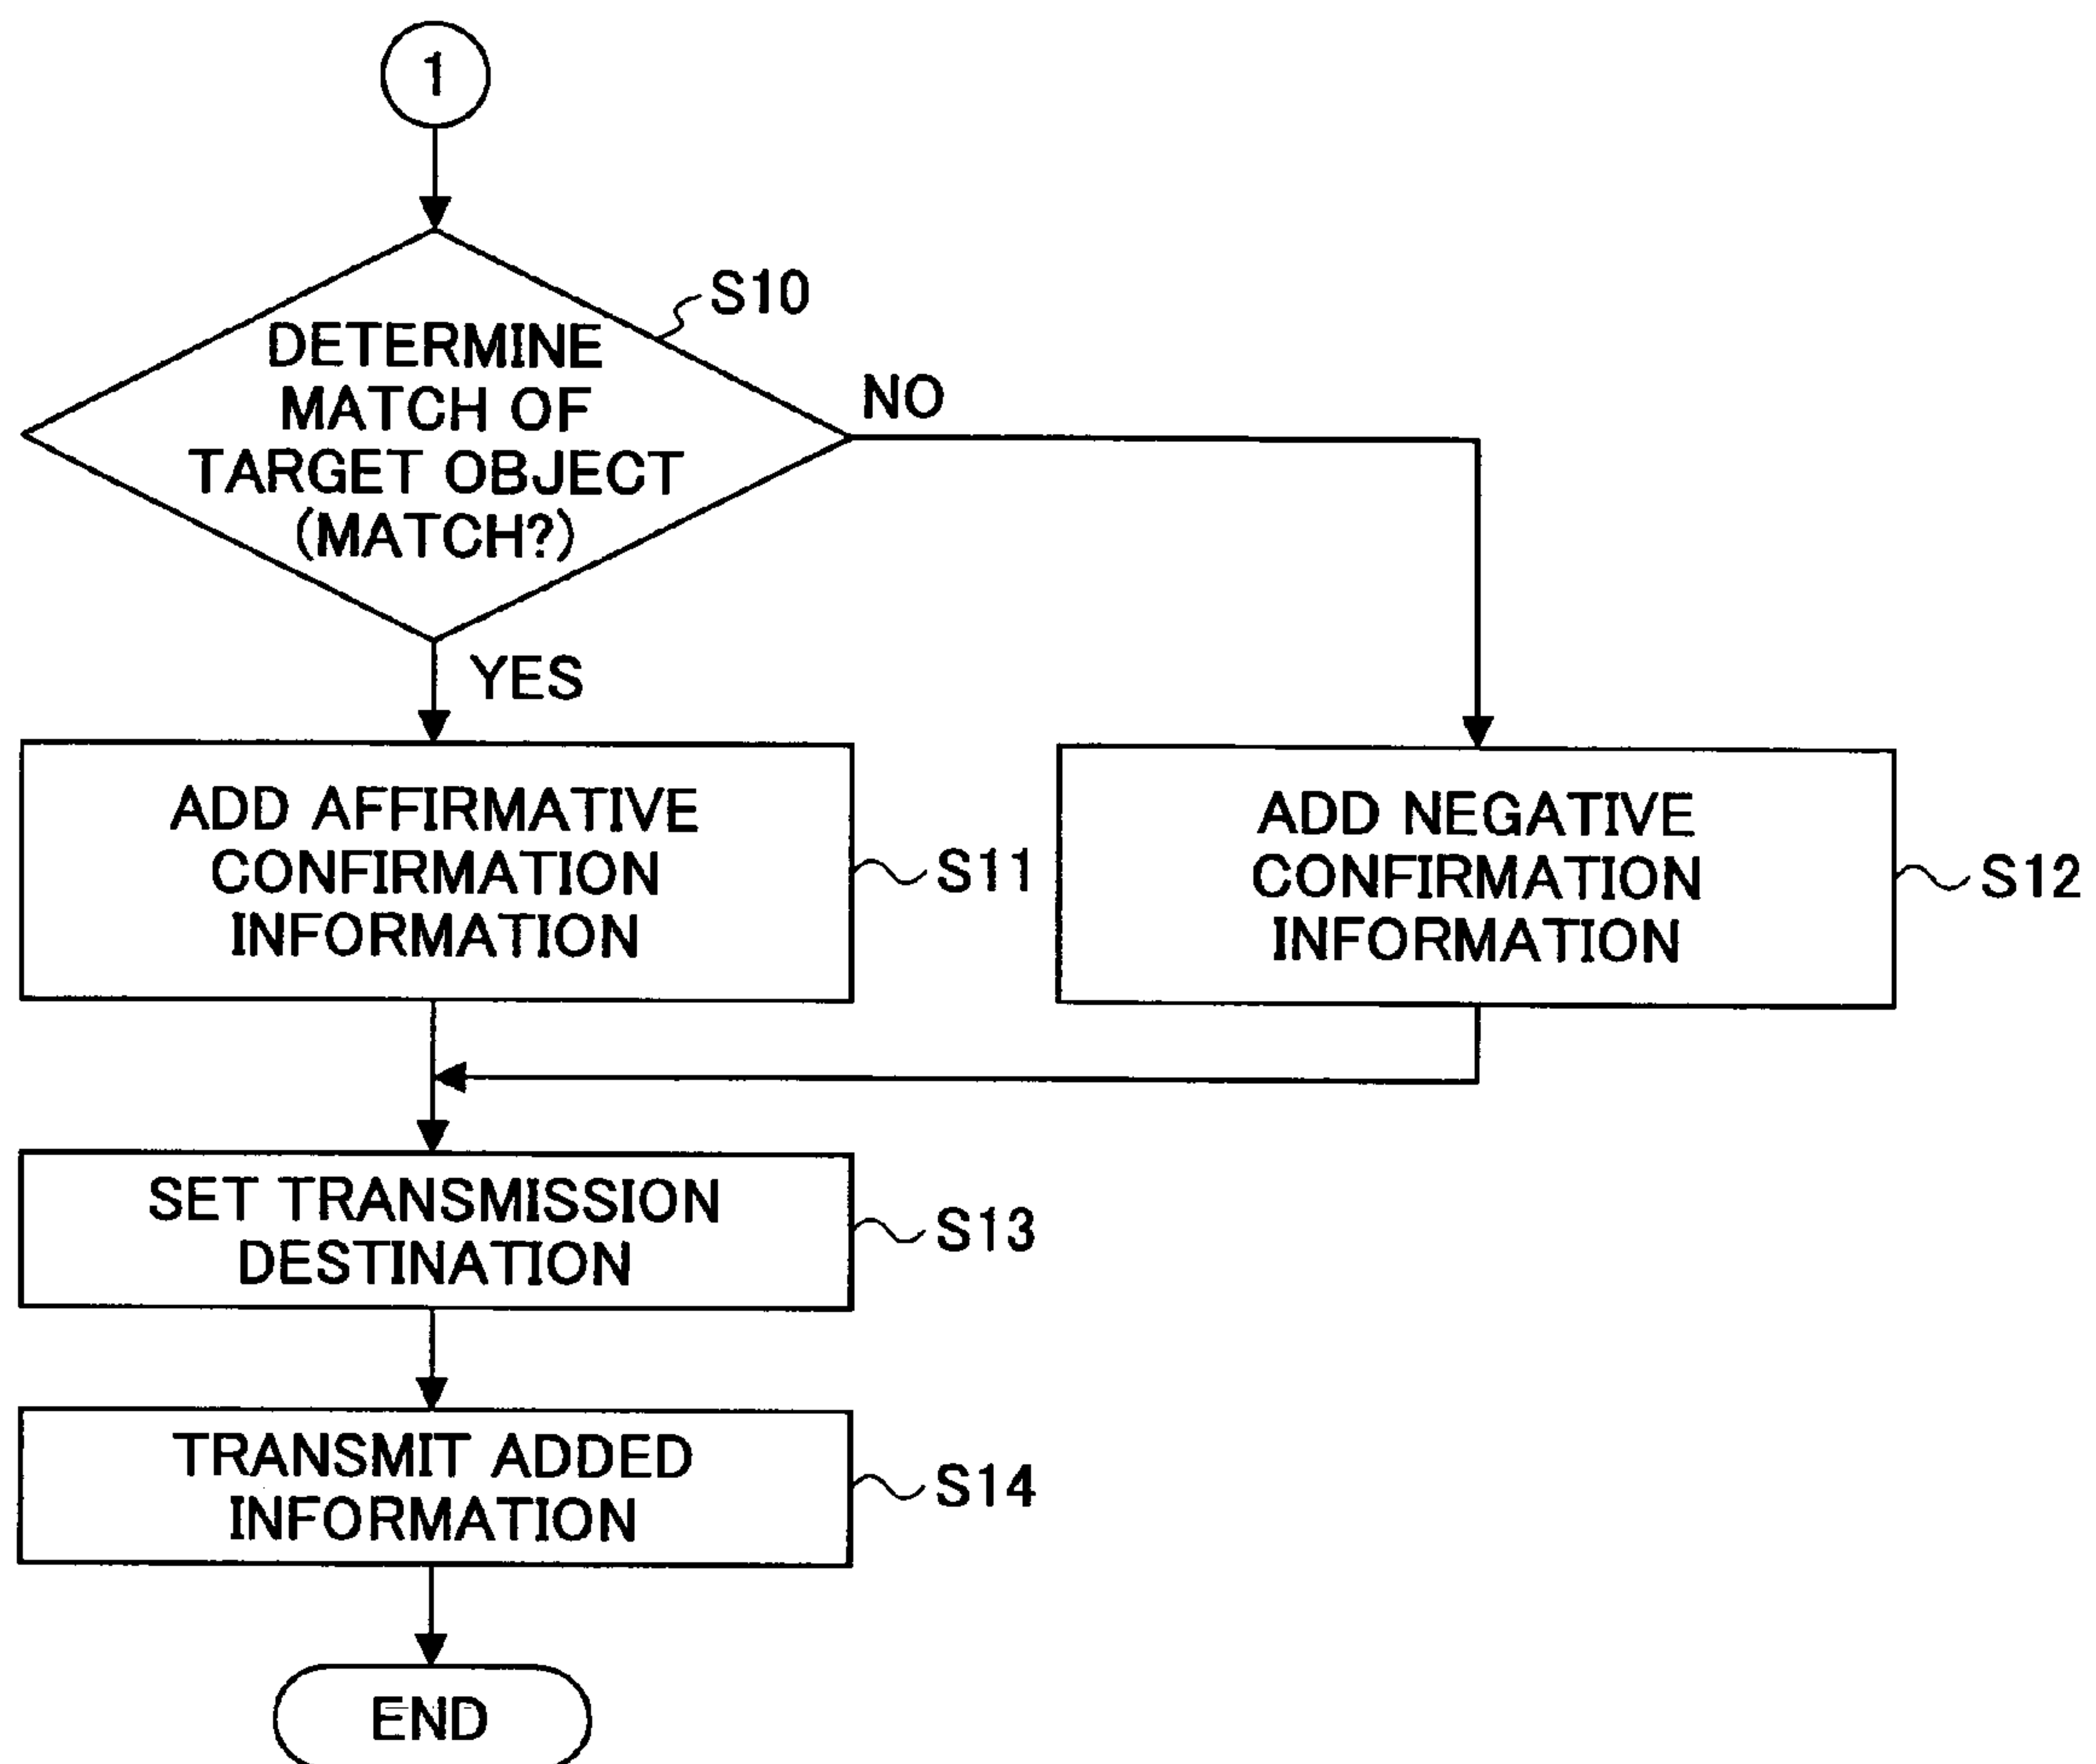 1
S10
DETERMINE
MATCH OF
TARGET OBJECT
(MATCH?)
NO
YES
ADD AFFIRMATIVE
CONFIRMATION
INFORMATION
S11
ADD NEGATIVE
CONFIRMATION
INFORMATION
S12
SET TRANSMISSION
DESTINATION
S13
TRANSMIT ADDED
INFORMATION
S14
END